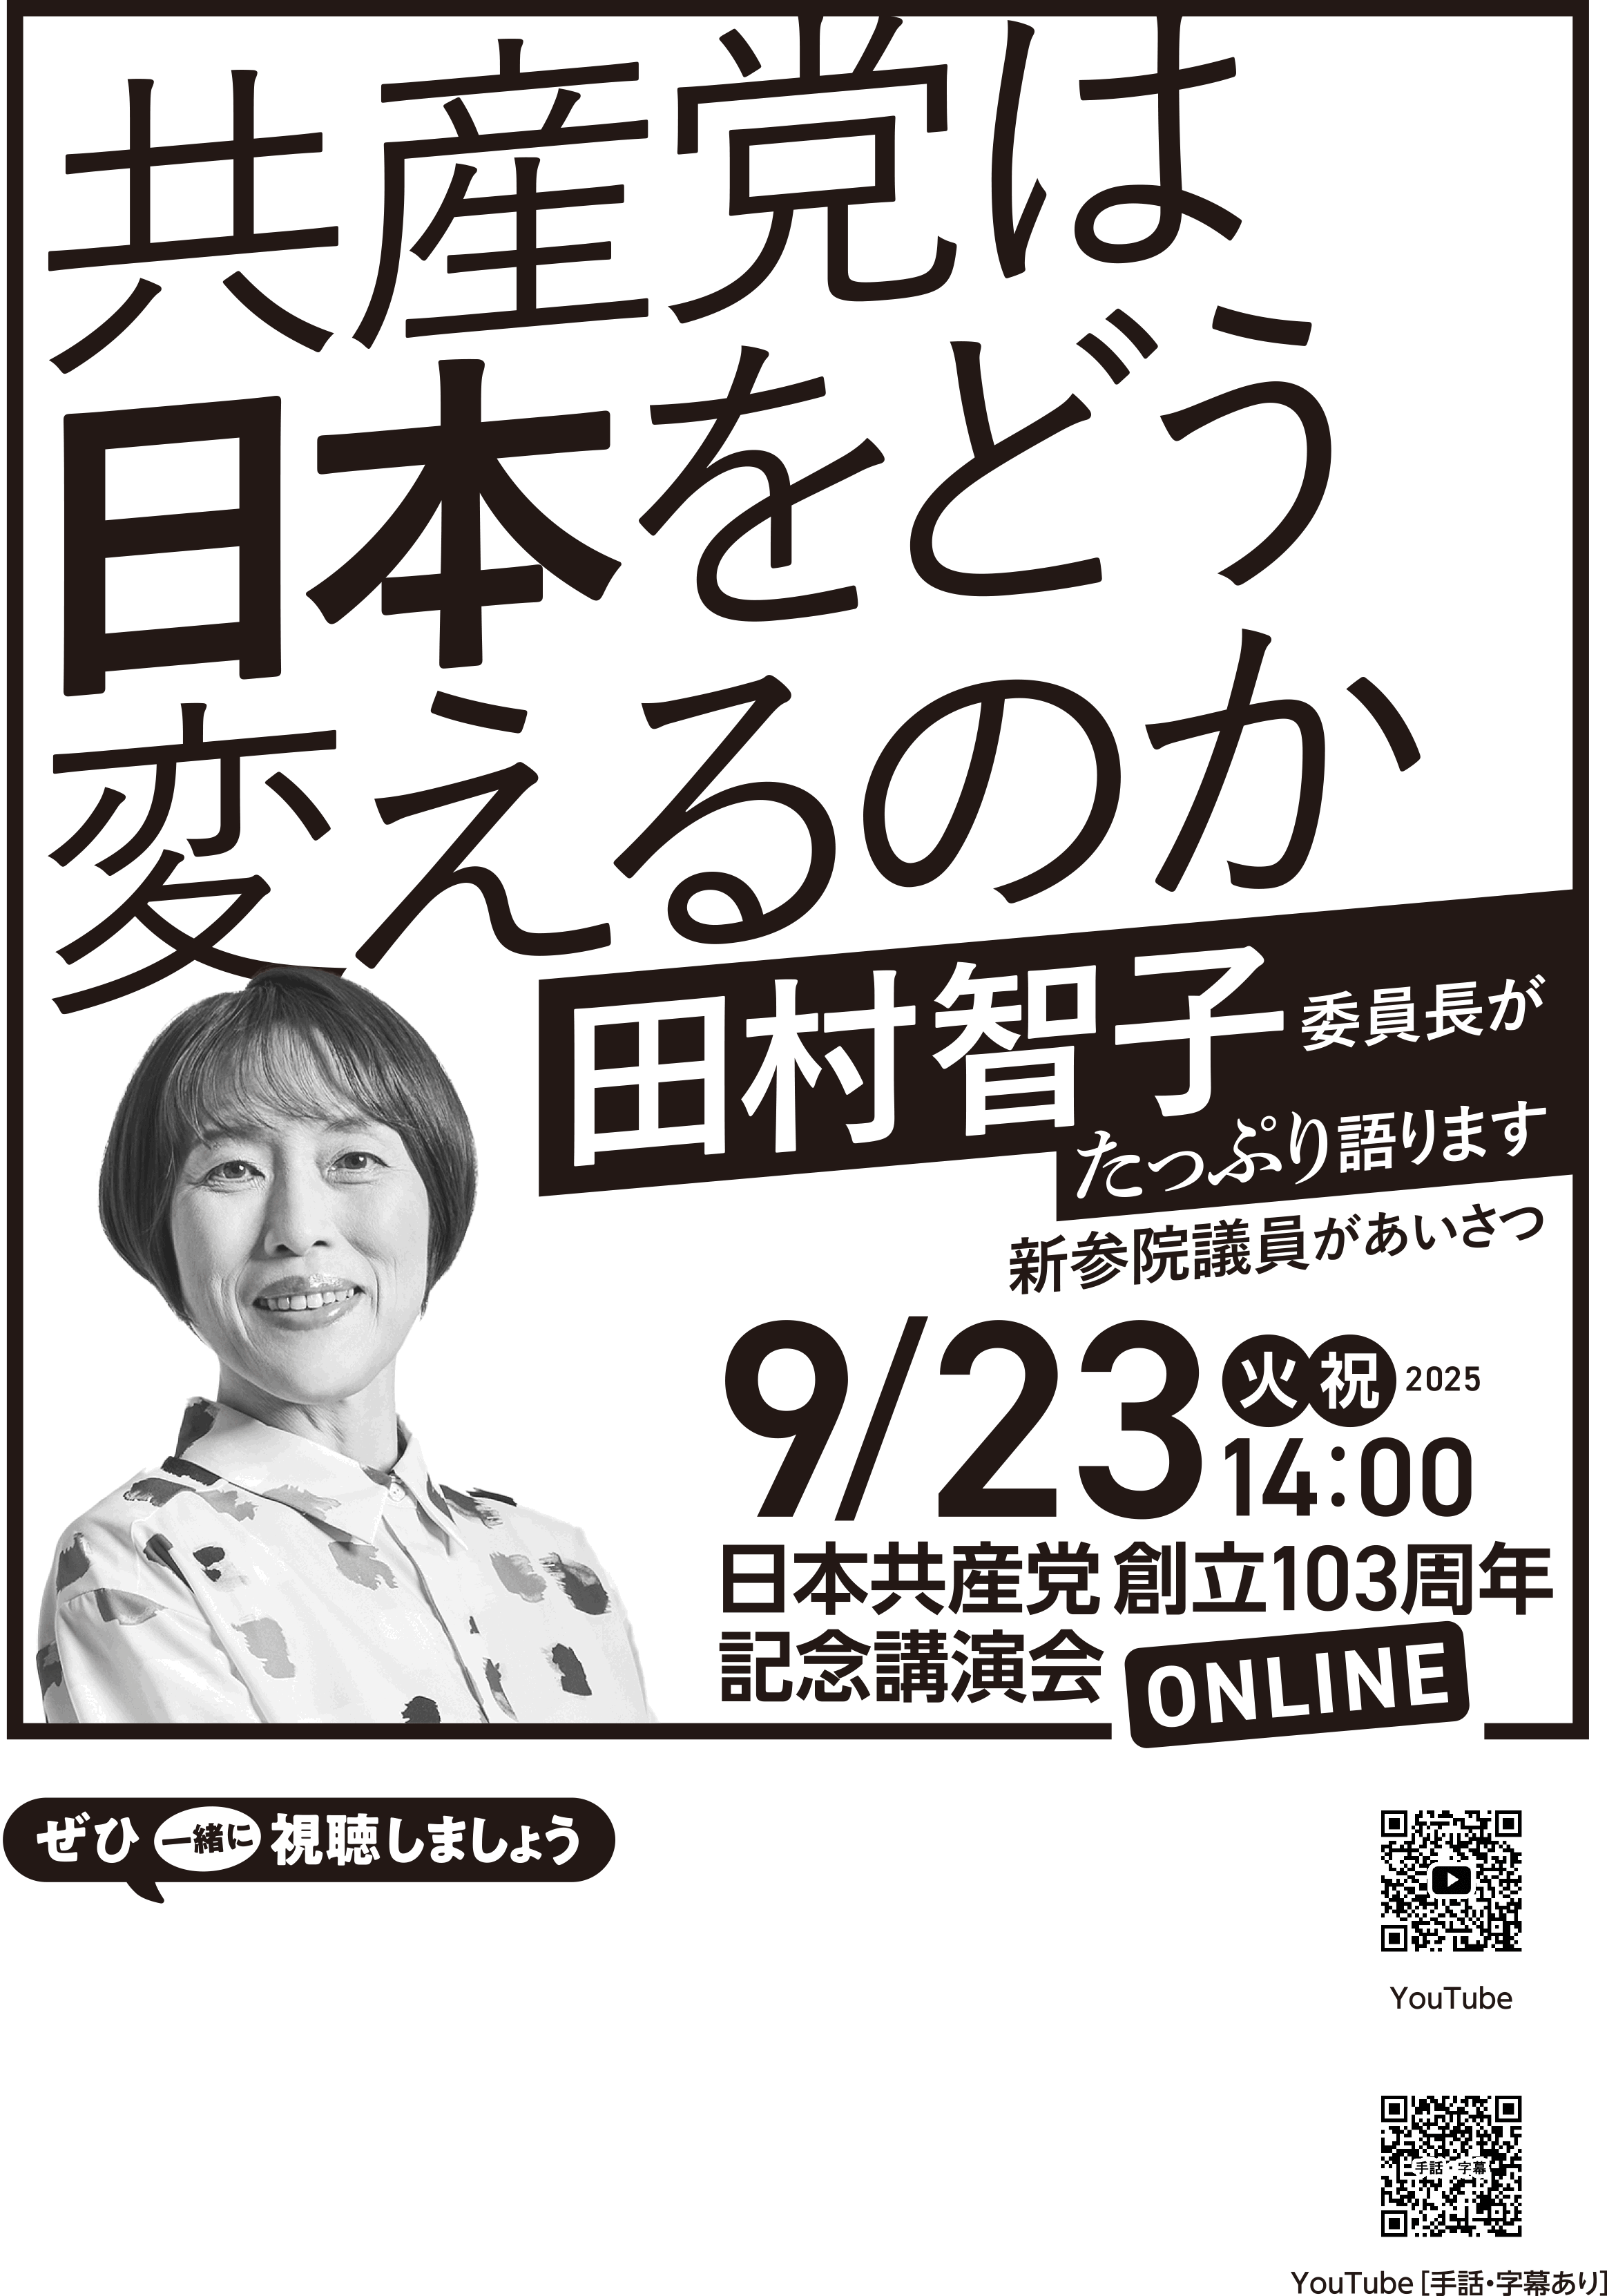 共産党は
日本をどう
変えるのか
田村智子 委員長が
たっぷり語ります
新参院議員があいさつ
9/23 火 祝 2025
14:00
日本共産党 創立103周年
記念講演会 ONLINE
ぜひ 一緒に 視聴しましょう
YouTube
手話・字幕
YouTube [手話・字幕あり]